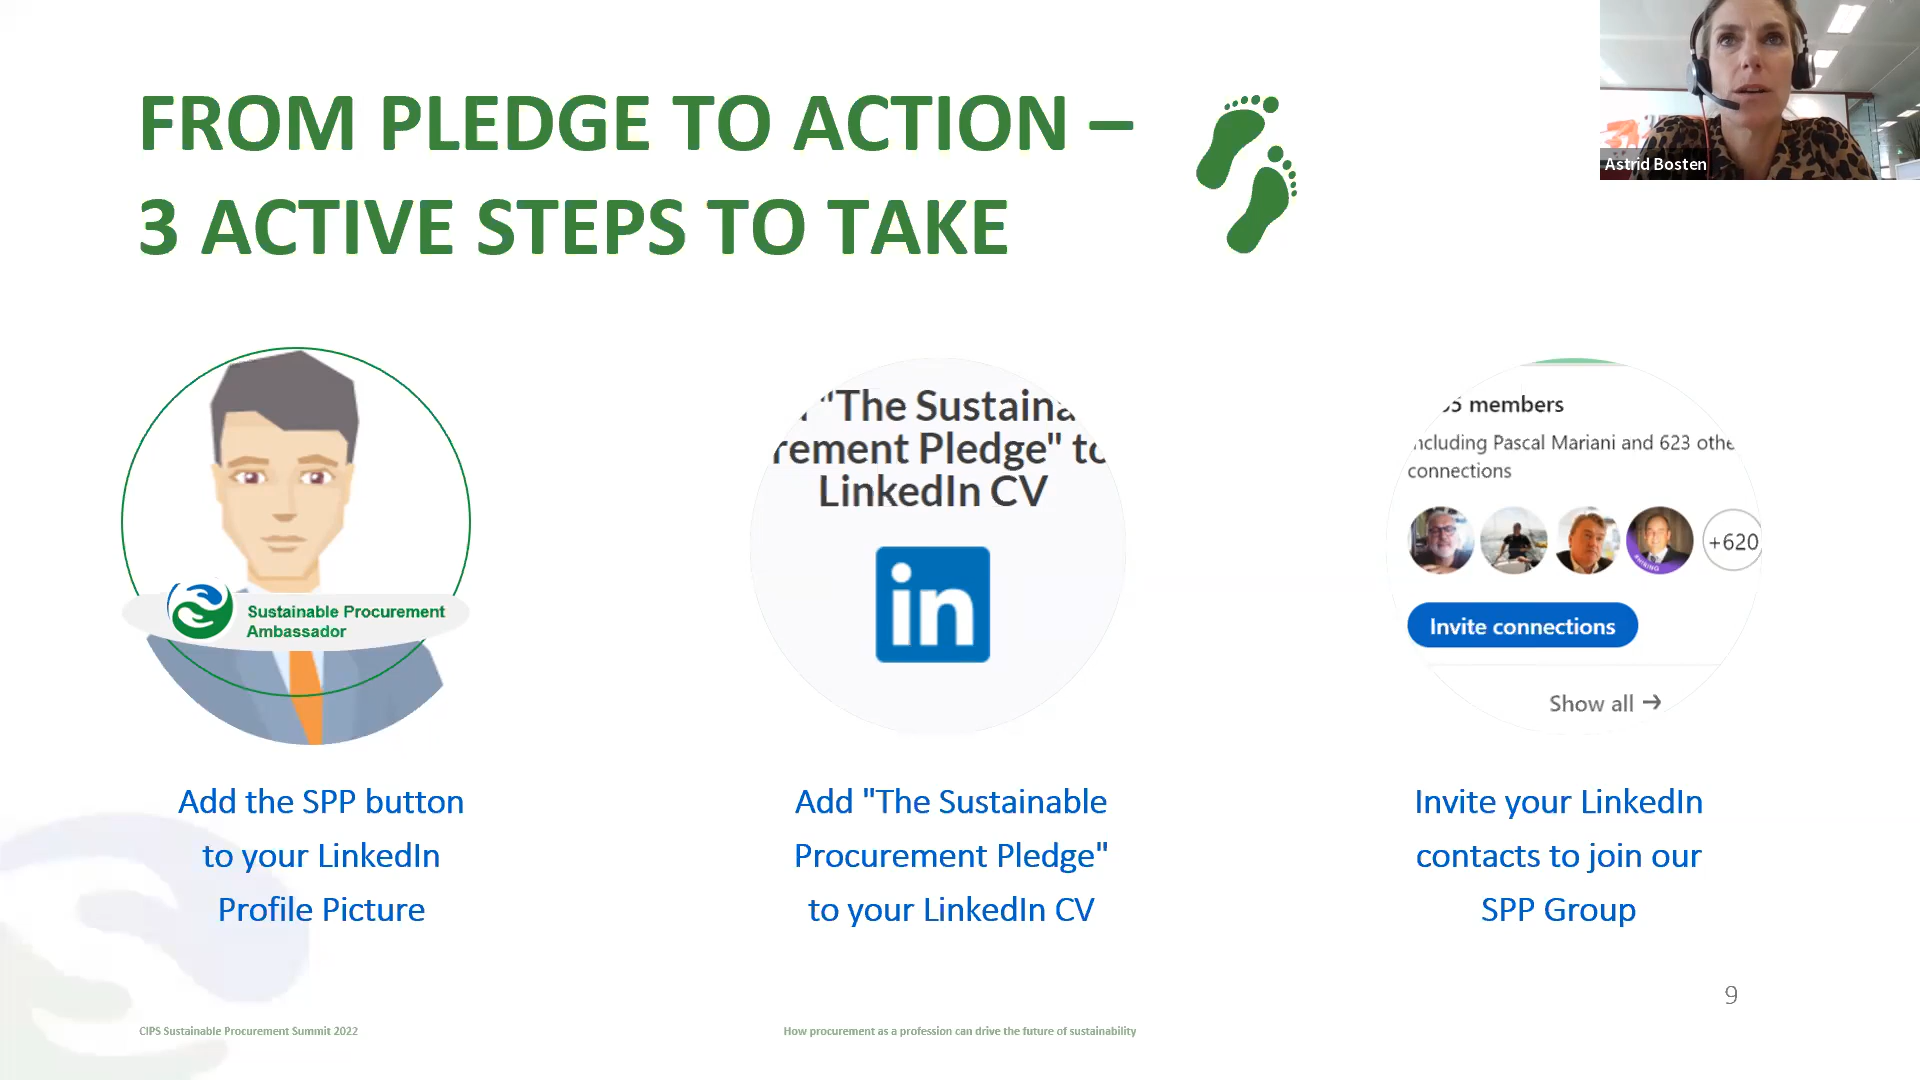 FROM PLEDGE TO ACTION –
3 ACTIVE STEPS TO TAKE
Astrid Bosten
Sustainable Procurement
Ambassador
"The Sustaina
rement Pledge" to
LinkedIn CV
in
55 members
ncluding Pascal Mariani and 623 othe
connections
+620
Invite connections
Show all →
Add the SPP button
to your LinkedIn
Profile Picture
Add "The Sustainable
Procurement Pledge"
to your LinkedIn CV
Invite your LinkedIn
contacts to join our
SPP Group
9
CIPS Sustainable Procurement Summit 2022
How procurement as a profession can drive the future of sustainability